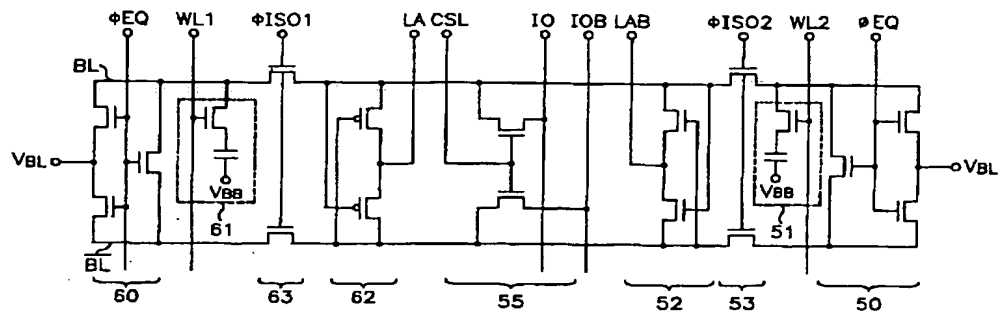 φEQ WL1 φISO1 LA CSL IO IOB LAB φISO2 WL2 øEQ
BL
VBL VBB VBB VBL
61 51
BL
60 63 62 55 52 53 50